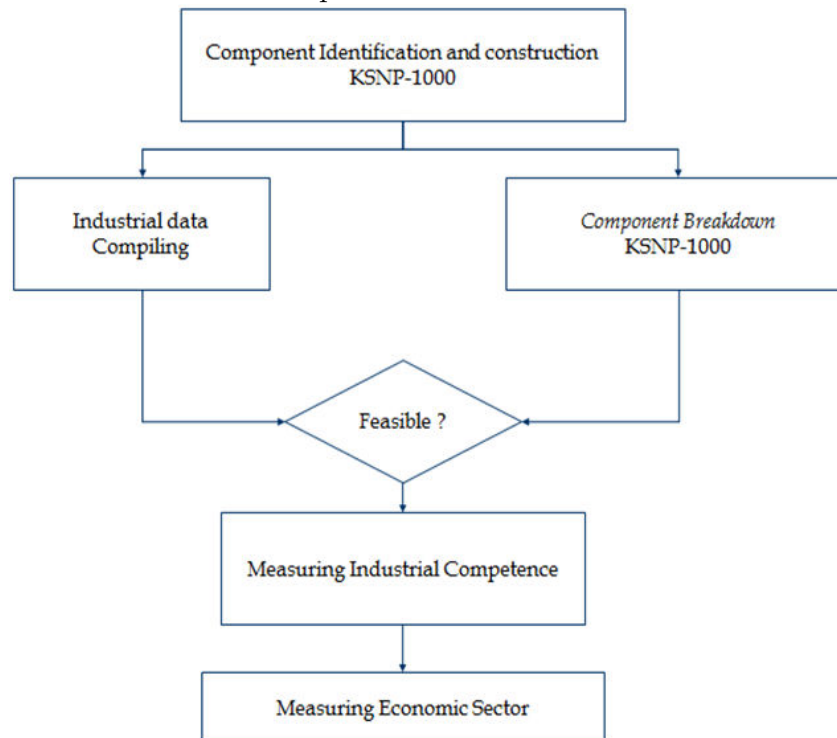 Component Identification and construction
KSNP-1000
Industrial data
Compiling
Component Breakdown
KSNP-1000
Feasible ?
Measuring Industrial Competence
Measuring Economic Sector